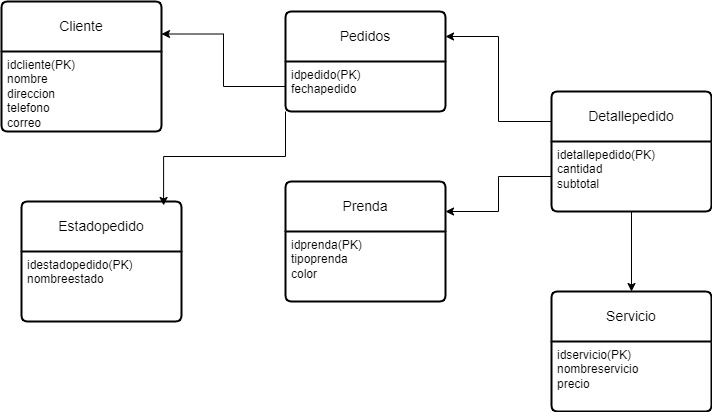 Cliente
idcliente(PK)
nombre
direccion
telefono
correo
Pedidos
idpedido(PK)
fechapedido
Detallepedido
idetallepedido(PK)
cantidad
subtotal
Estadopedido
idestadopedido(PK)
nombreestado
Prenda
idprenda(PK)
tipoprenda
color
Servicio
idservicio(PK)
nombreservicio
precio